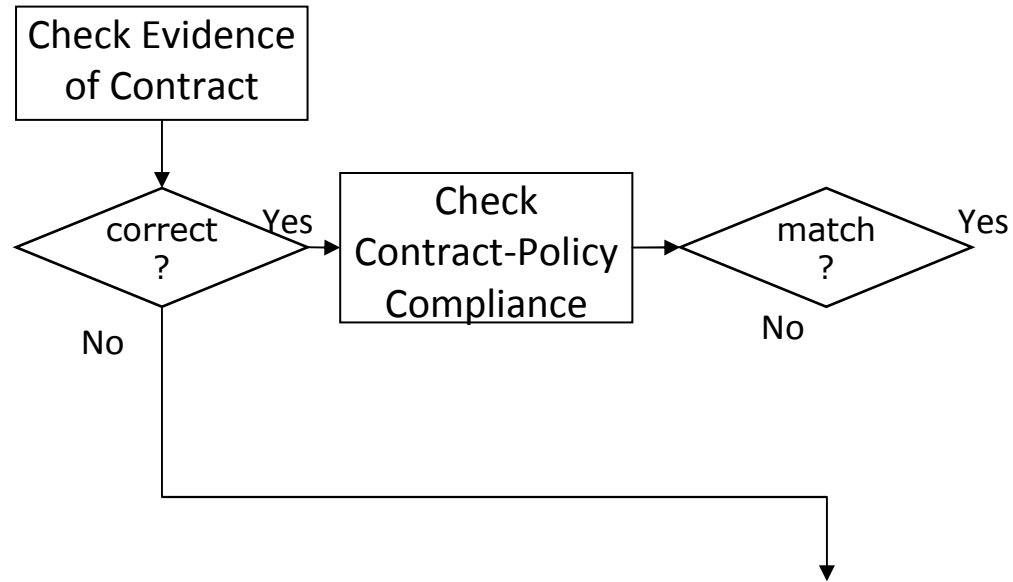 Check Evidence
of Contract
correct
?
Yes
No
Check
Contract-Policy
Compliance
match
?
Yes
No